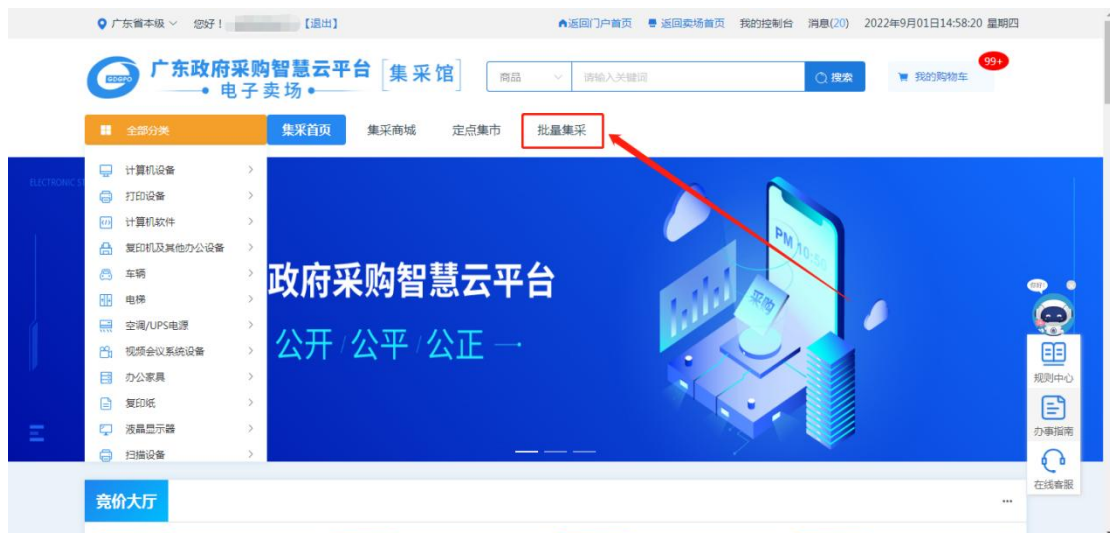 广东省本级 您好！ 【退出】 返回门户首页 返回卖场首页 我的控制台 消息(20) 2022年9月01日14:58:20 星期四
GDGPO 广东政府采购智慧云平台 集采馆 商品 请输入关键词 搜索 我的购物车 99+
电子卖场
全部分类 集采首页 集采商城 定点集市 批量集采
计算机设备
打印设备
计算机软件
复印机及其他办公设备
车辆
电梯
空调/UPS电源
视频会议系统设备
办公家具
复印纸
液晶显示器
扫描设备
政府采购智慧云平台
公开/公平/公正
PM
采购
规则中心
办事指南
在线客服
竞价大厅